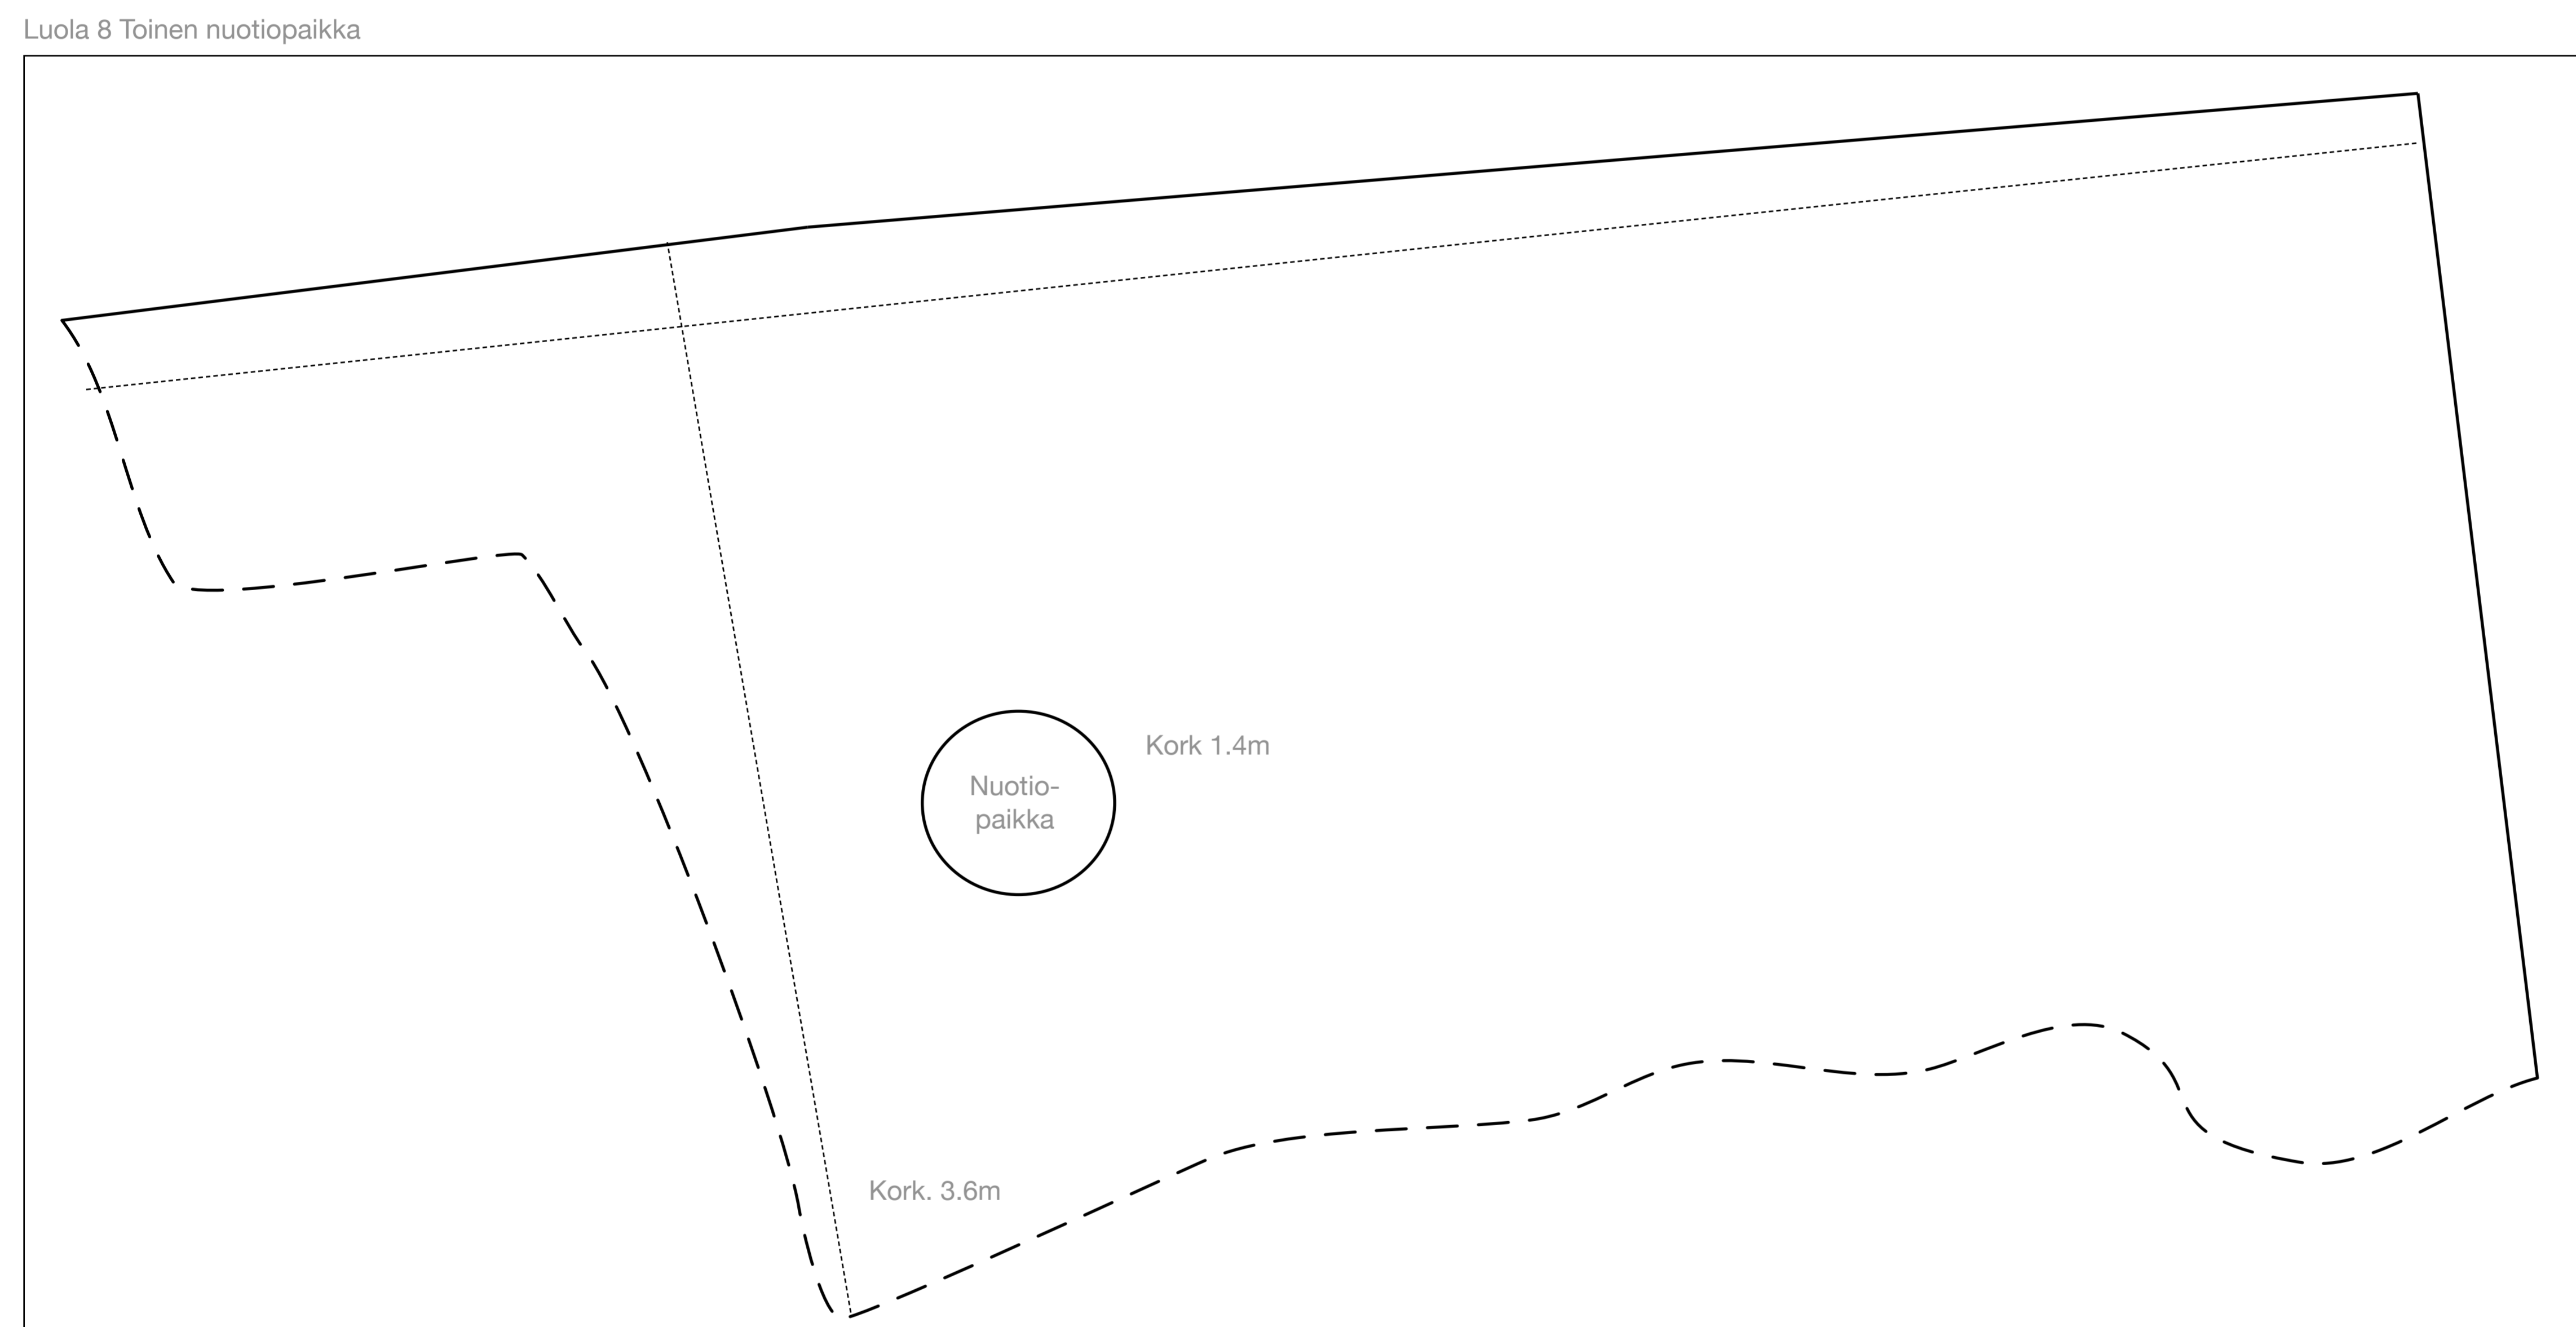 Luola 8 Toinen nuotiopaikka
Kork 1.4m
Nuotio-
paikka
Kork. 3.6m